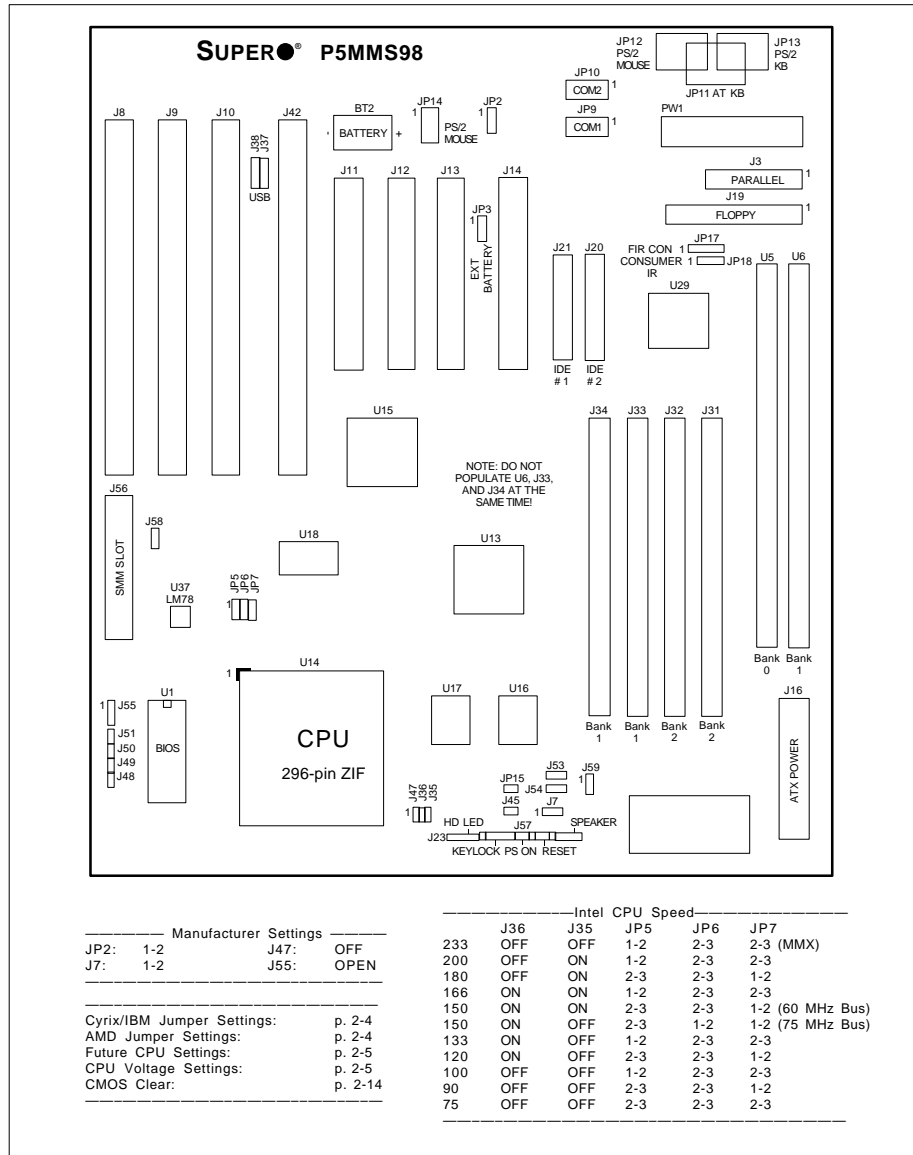 SUPER® P5MMS98
JP12
PS/2
MOUSE
JP13
PS/2
KB
JP11 AT KB
JP10
COM2
1
JP9
COM1
1
PW1
J8
J9
J10
J42
J38
J37
USB
BT2
- BATTERY +
JP14
1
PS/2
MOUSE
JP2
1
J3
PARALLEL
1
J19
FLOPPY
1
J11
J12
J13
J14
JP3
1
EXT
BATTERY
J21
J20
IDE
# 1
IDE
# 2
JP17
FIR CON 1
CONSUMER 1 JP18
IR
U29
U5
U6
U15
J34
J33
J32
J31
NOTE: DO NOT
POPULATE U6, J33,
AND J34 AT THE
SAME TIME!
J56
SMM SLOT
J58
U18
U13
U37
LM78
JP5
JP6
JP7
1
Bank
0
Bank
1
U14
1
CPU
296-pin ZIF
U17
U16
J16
ATX POWER
1 J55
J51
J50
J49
J48
U1
BIOS
Bank
1
Bank
1
Bank
2
Bank
2
J47
J36
J35
1
JP15
J53
J54
J59
1
J45
J7
1
HD LED
J23
J57
SPEAKER
KEYLOCK PS ON RESET
Manufacturer Settings
JP2: 1-2 J47: OFF
J7: 1-2 J55: OPEN
Cyrix/IBM Jumper Settings: p. 2-4
AMD Jumper Settings: p. 2-4
Future CPU Settings: p. 2-5
CPU Voltage Settings: p. 2-5
CMOS Clear: p. 2-14
Intel CPU Speed
J36 J35 JP5 JP6 JP7
233 OFF OFF 1-2 2-3 2-3 (MMX)
200 OFF ON 1-2 2-3 2-3
180 OFF ON 2-3 2-3 1-2
166 ON ON 1-2 2-3 2-3
150 ON ON 2-3 2-3 1-2 (60 MHz Bus)
150 ON OFF 2-3 1-2 1-2 (75 MHz Bus)
133 ON OFF 1-2 2-3 2-3
120 ON OFF 2-3 2-3 1-2
100 OFF OFF 1-2 2-3 2-3
90 OFF OFF 2-3 2-3 1-2
75 OFF OFF 2-3 2-3 2-3